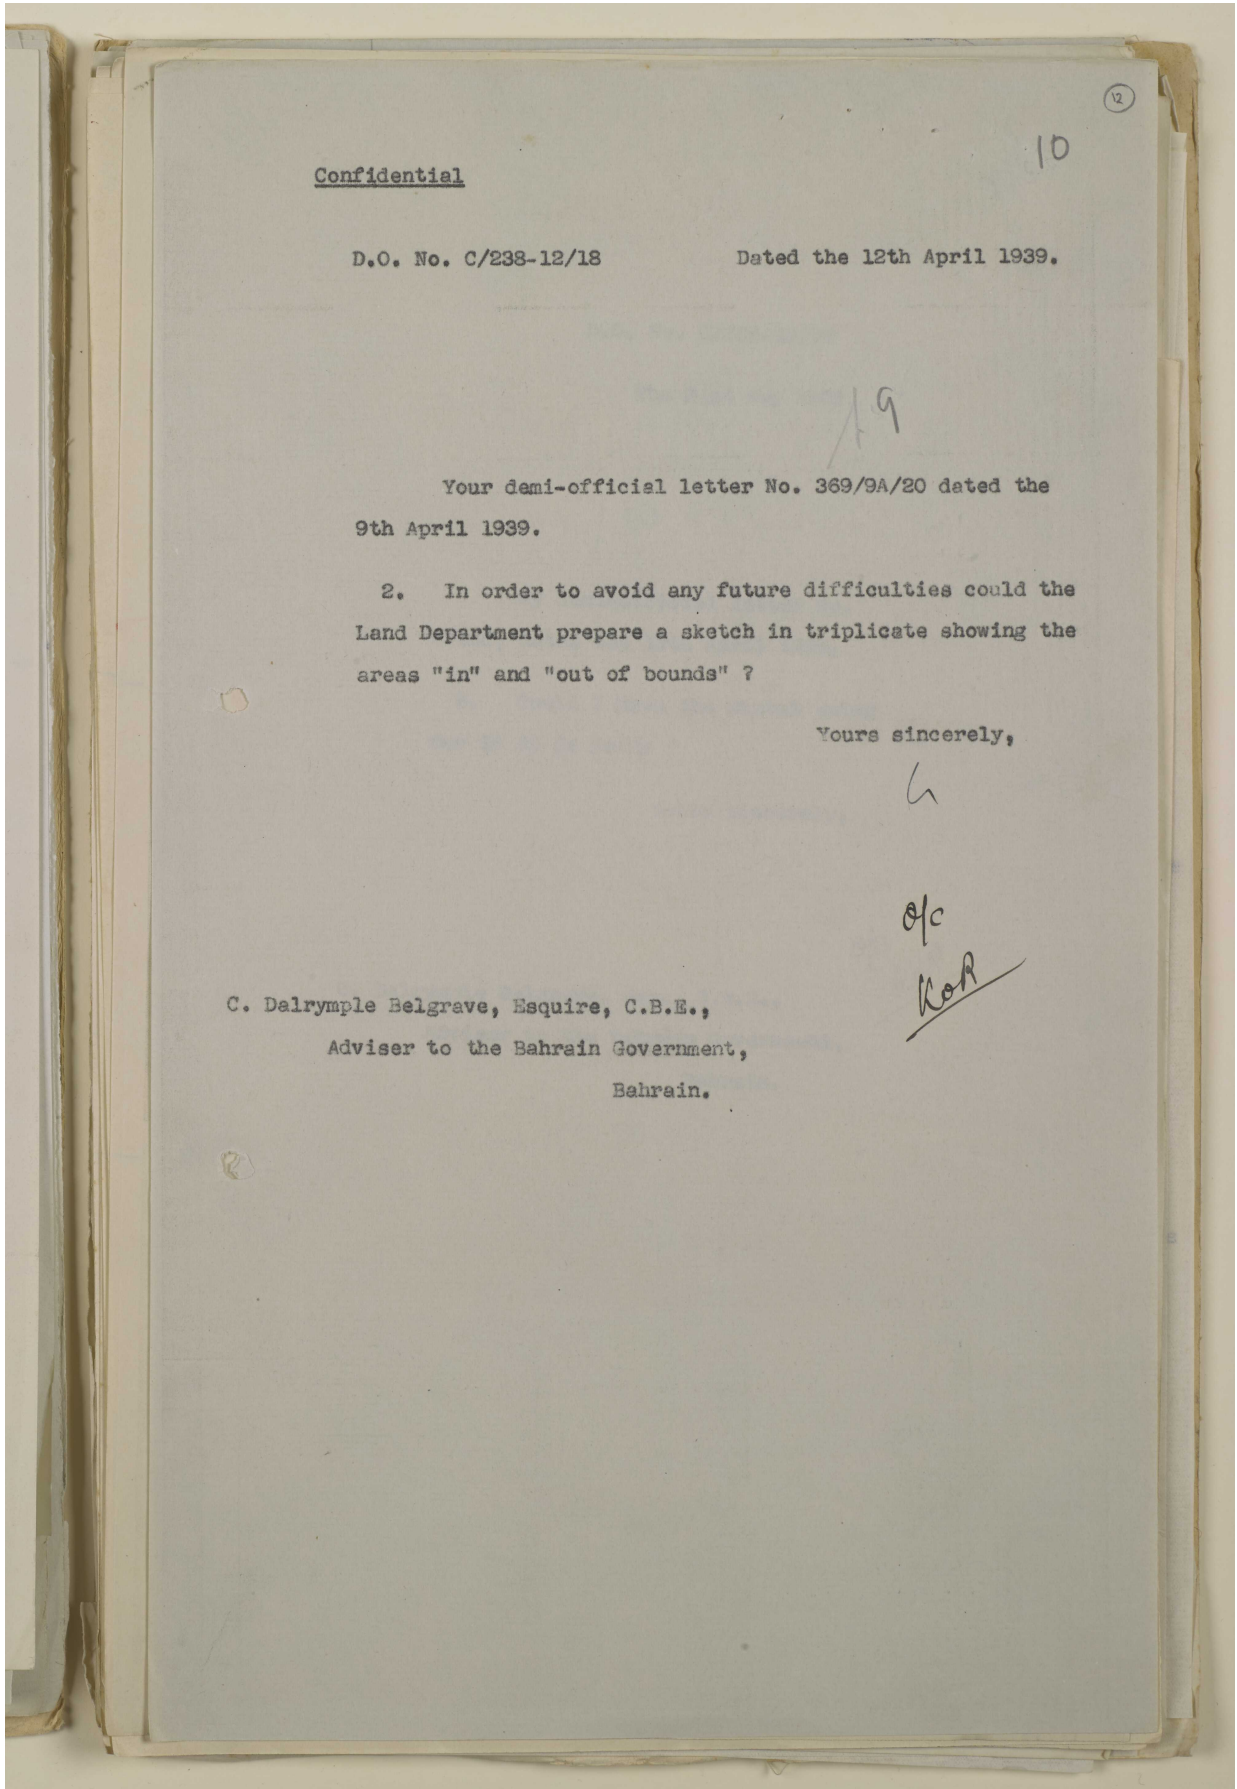 12
10
Confidential
D.O. No. C/238-12/18 Dated the 12th April 1939.
9
Your demi-official letter No. 369/9A/20 dated the
9th April 1939.
2. In order to avoid any future difficulties could the
Land Department prepare a sketch in triplicate showing the
areas "in" and "out of bounds" ?
Yours sincerely,
o/c
KoR
C. Dalrymple Belgrave, Esquire, C.B.E.,
Adviser to the Bahrain Government,
Bahrain.